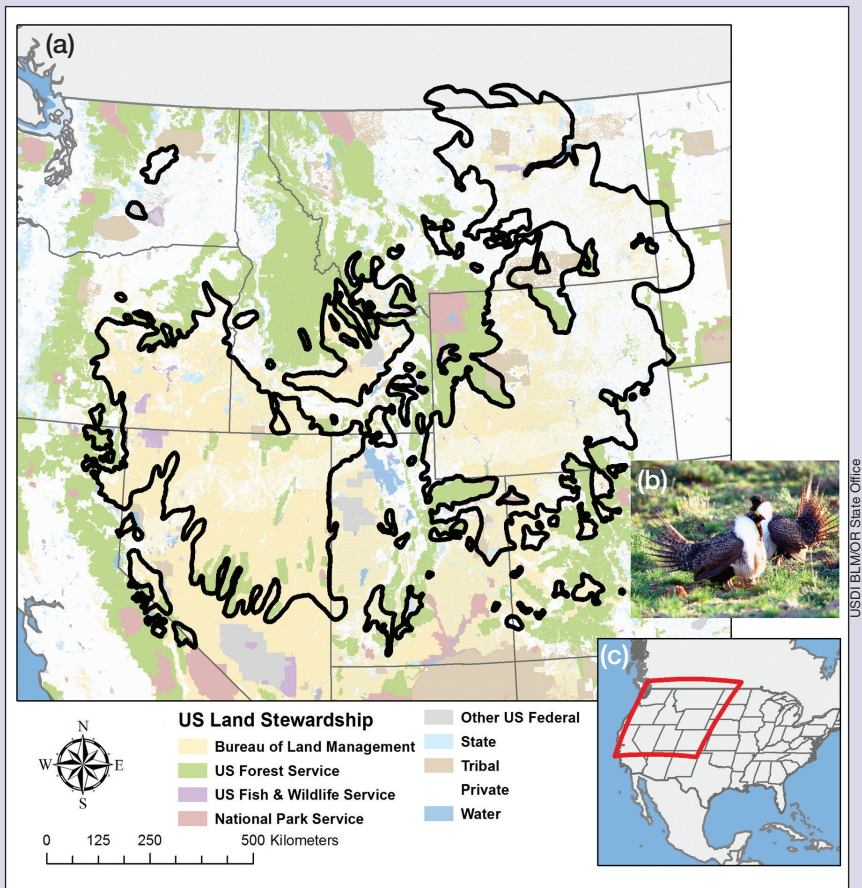 (a)
(b)
USDI BLM/OR State Office
(c)
US Land Stewardship
Bureau of Land Management
US Forest Service
US Fish & Wildlife Service
National Park Service
Other US Federal
State
Tribal
Private
Water
N
W
E
S
0 125 250 500 Kilometers